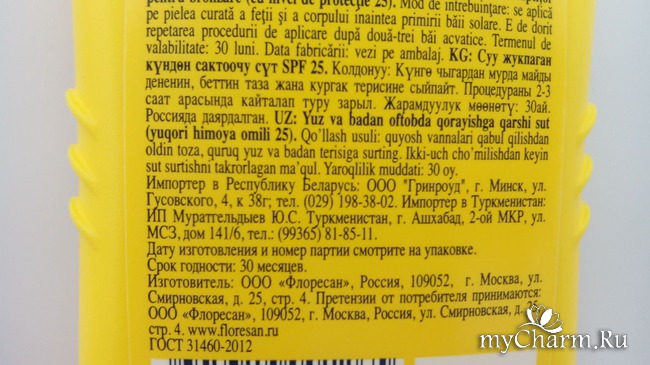 pentru bronzare (cu nivel de protecție 25). Mod de întrebuințare: se aplică
pe pielea curată a feții și a corpului inaintea primirii băii solare. E de dorit
repetarea procedurii de aplicare după două-trei băi acvatice. Termenul de
valabilitate: 30 luni. Data fabricării: vezi pe ambalaj. KG: Суу жукпаган
күндөн сактоочу сүт SPF 25. Колдонуу: Күнгө чыгардан мурда майды
дененин, беттин таза жана кургак терисине сыпайт. Процедураны 2-3
саат арасында кайталап туру зарыл. Жарамдуулук мөөнөтү: 30ай.
Россияда даярдалган. UZ: Yuz va badan oftobda qorayishga qarshi sut
(yuqori himoya omili 25). Qo'llash usuli: quyosh vannalari qabul qilishdan
oldin toza, quruq yuz va badan terisiga surting. Ikki-uch cho'milishdan keyin
sut surtishni takrorlagan ma'qul. Yaroqlilik muddati: 30 oy.
Импортер в Республику Беларусь: ООО "Гринроуд", г. Минск, ул.
Гусовского, 4, к 38г; тел. (029) 198-38-02. Импортер в Туркменистан:
ИП Мураттелдыев Ю.С. Туркменистан, г. Ашхабад, 2-ой МКР, ул.
МСЗ, дом 141/6, тел.: (99365) 81-85-11.
Дату изготовления и номер партии смотрите на упаковке.
Срок годности: 30 месяцев.
Изготовитель: ООО «Флоресан», Россия, 109052, г. Москва, ул.
Смирновская, д. 25, стр. 4. Претензии от потребителя принимаются:
ООО «Флоресан», 109052, г. Москва, Россия, ул. Смирновская, д. 25,
стр. 4. www.floresan.ru
ГОСТ 31460-2012
myCharm.Ru